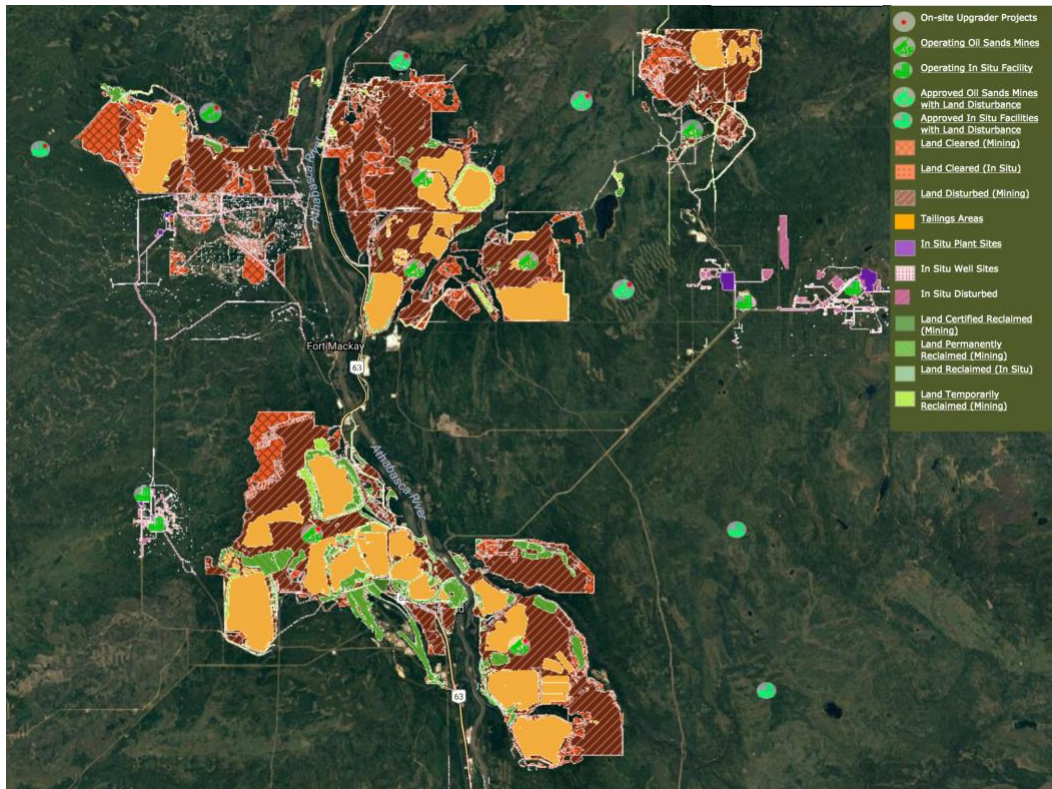 On-site Upgrader Projects
Operating Oil Sands Mines
Operating In Situ Facility
Approved Oil Sands Mines
with Land Disturbance
Approved In Situ Facilities
with Land Disturbance
Land Cleared (Mining)
Land Cleared (In Situ)
Land Disturbed (Mining)
Tailings Areas
In Situ Plant Sites
In Situ Well Sites
In Situ Disturbed
Land Certified Reclaimed
(Mining)
Land Permanently
Reclaimed (Mining)
Land Reclaimed (In Situ)
Land Temporarily
Reclaimed (Mining)
Athabasca River
Fort Mackay
63
Athabasca River
63